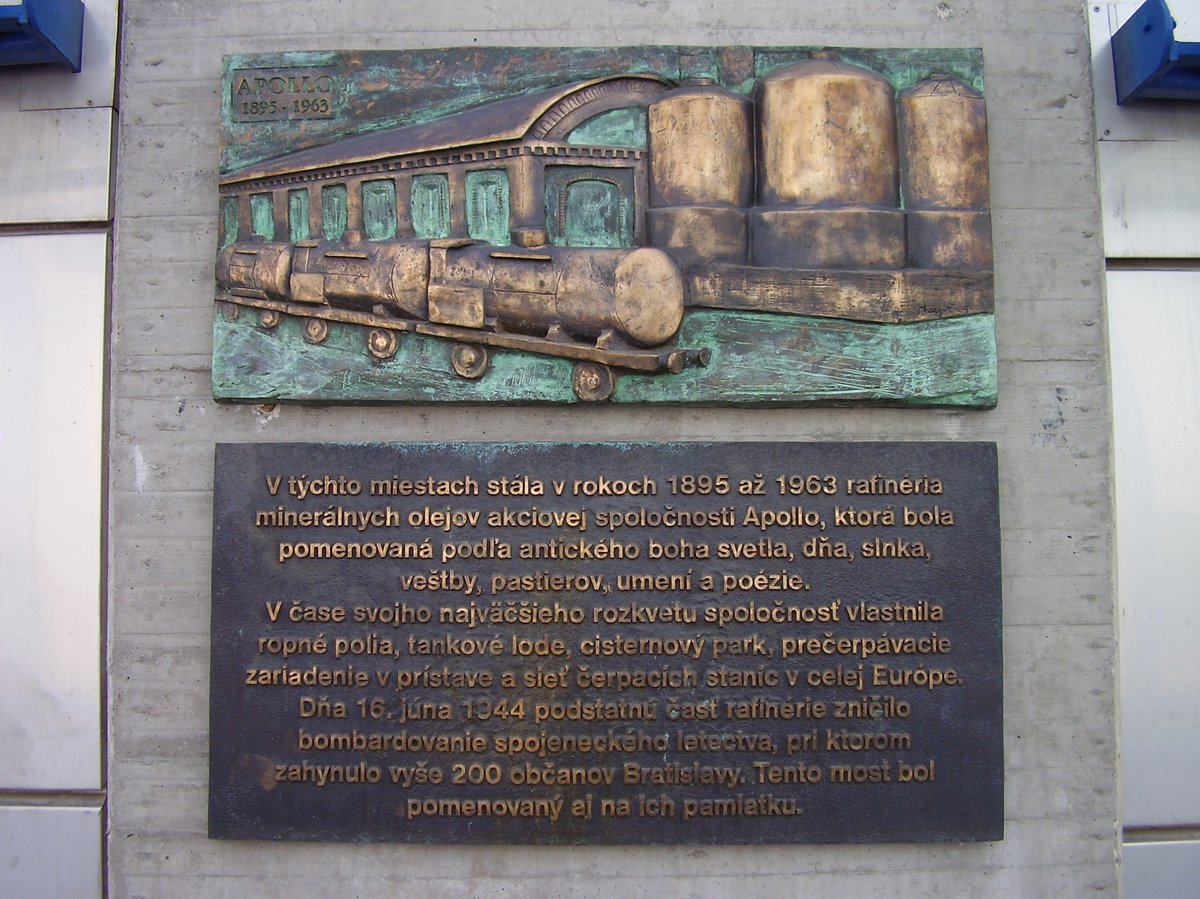 APOLLO
1895 - 1963
V týchto miestach stála v rokoch 1895 až 1963 rafinéria
minerálnych olejov akciovej spoločnosti Apollo, ktorá bola
pomenovaná podľa antického boha svetla, dňa, slnka,
veštby, pastierov, umení a poézie.
V čase svojho najväčšieho rozkvetu spoločnosť vlastnila
ropné polia, tankové lode, cisternový park, prečerpávacie
zariadenie v prístave a sieť čerpacích staníc v celej Európe.
Dňa 16. júna 1944 podstatnú časť rafinérie zničilo
bombardovanie spojeneckého letectva, pri ktorom
zahynulo vyše 200 občanov Bratislavy. Tento most bol
pomenovaný aj na ich pamiatku.